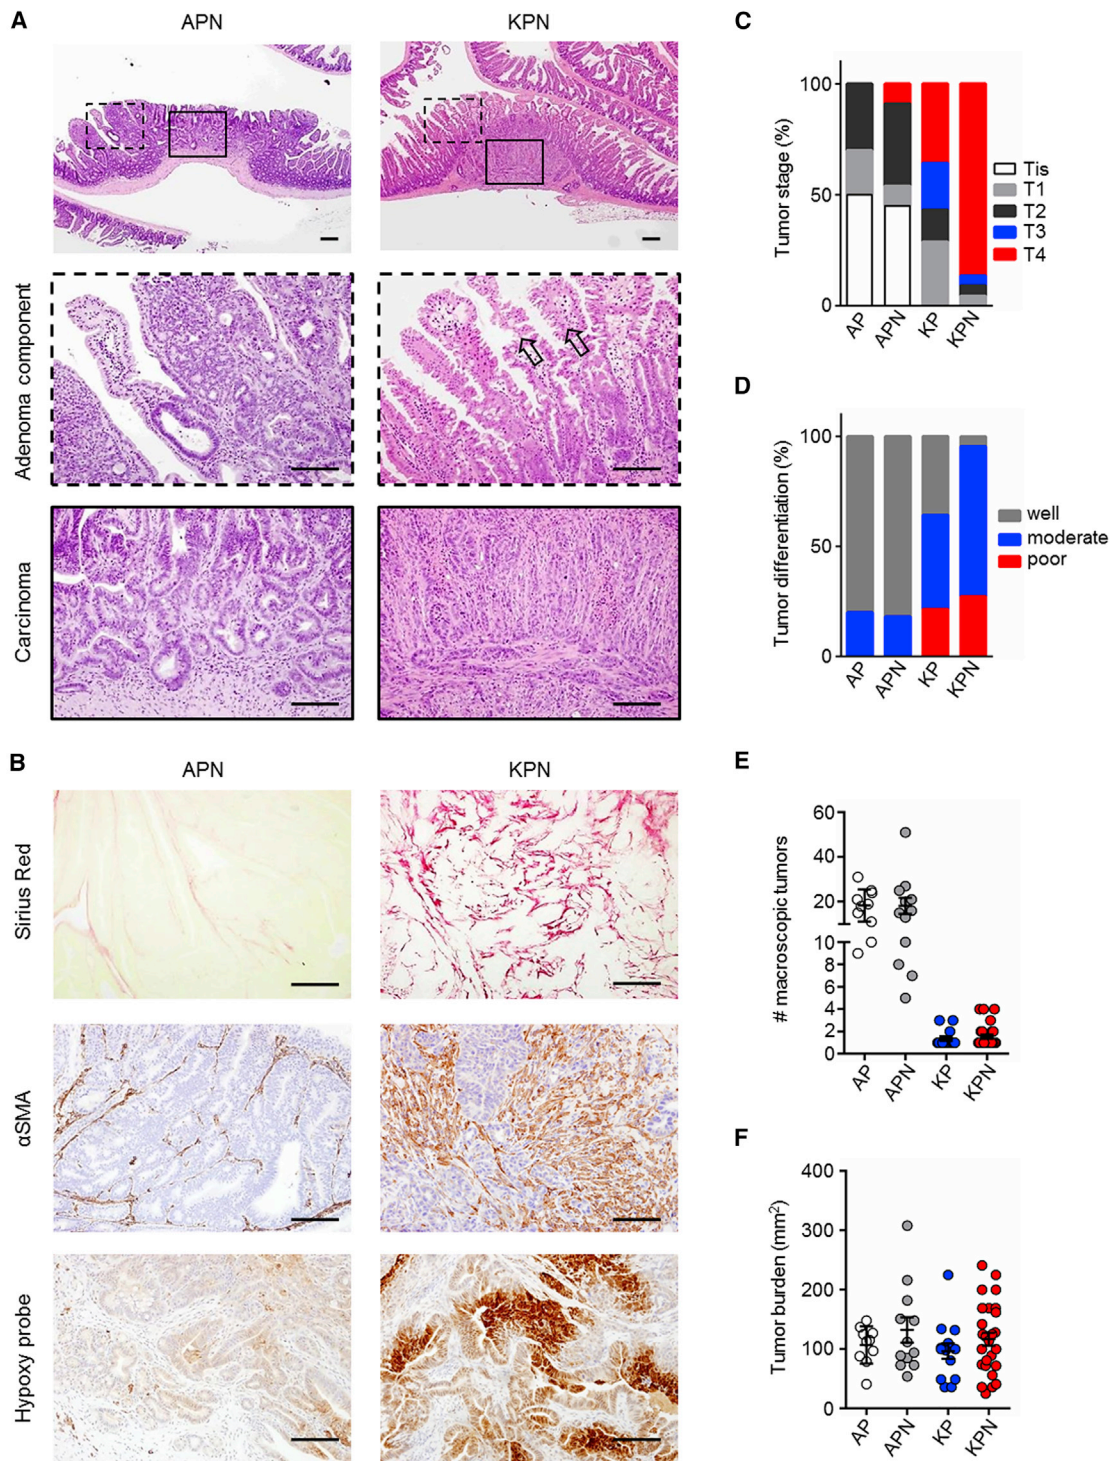 A
APN
KPN
Adenoma component
Carcinoma
B
APN
KPN
Sirius Red
αSMA
Hypoxy probe
C
Tumor stage (%)
100
50
0
AP
APN
KP
KPN
Tis
T1
T2
T3
T4
D
Tumor differentiation (%)
100
50
0
AP
APN
KP
KPN
well
moderate
poor
E
# macroscopic tumors
60
40
20
10
8
6
4
2
0
AP
APN
KP
KPN
F
Tumor burden (mm²)
400
300
200
100
0
AP
APN
KP
KPN